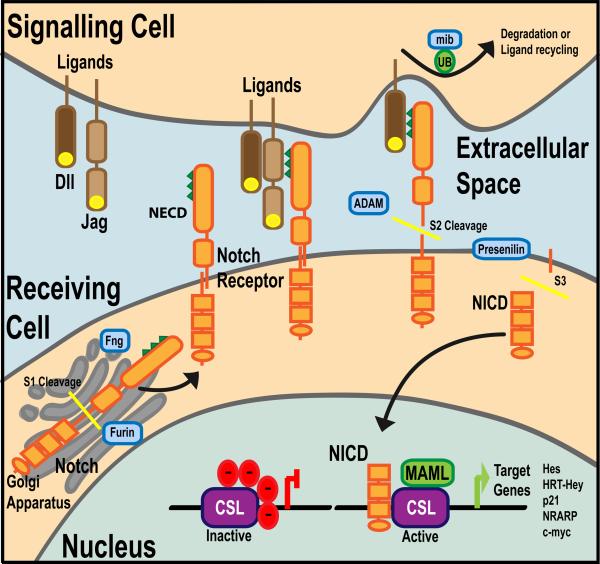 Signalling Cell
mib
UB
Degradation or
Ligand recycling
Ligands
Ligands
Dll
Jag
Extracellular
Space
NECD
ADAM
S2 Cleavage
Notch
Receptor
Presenilin
S3
NICD
Receiving
Cell
Fng
S1 Cleavage
Furin
Notch
Golgi
Apparatus
NICD
MAML
Target
Genes
Hes
HRT-Hey
p21
NRARP
c-myc
- - - -
CSL
CSL
Inactive
Active
Nucleus